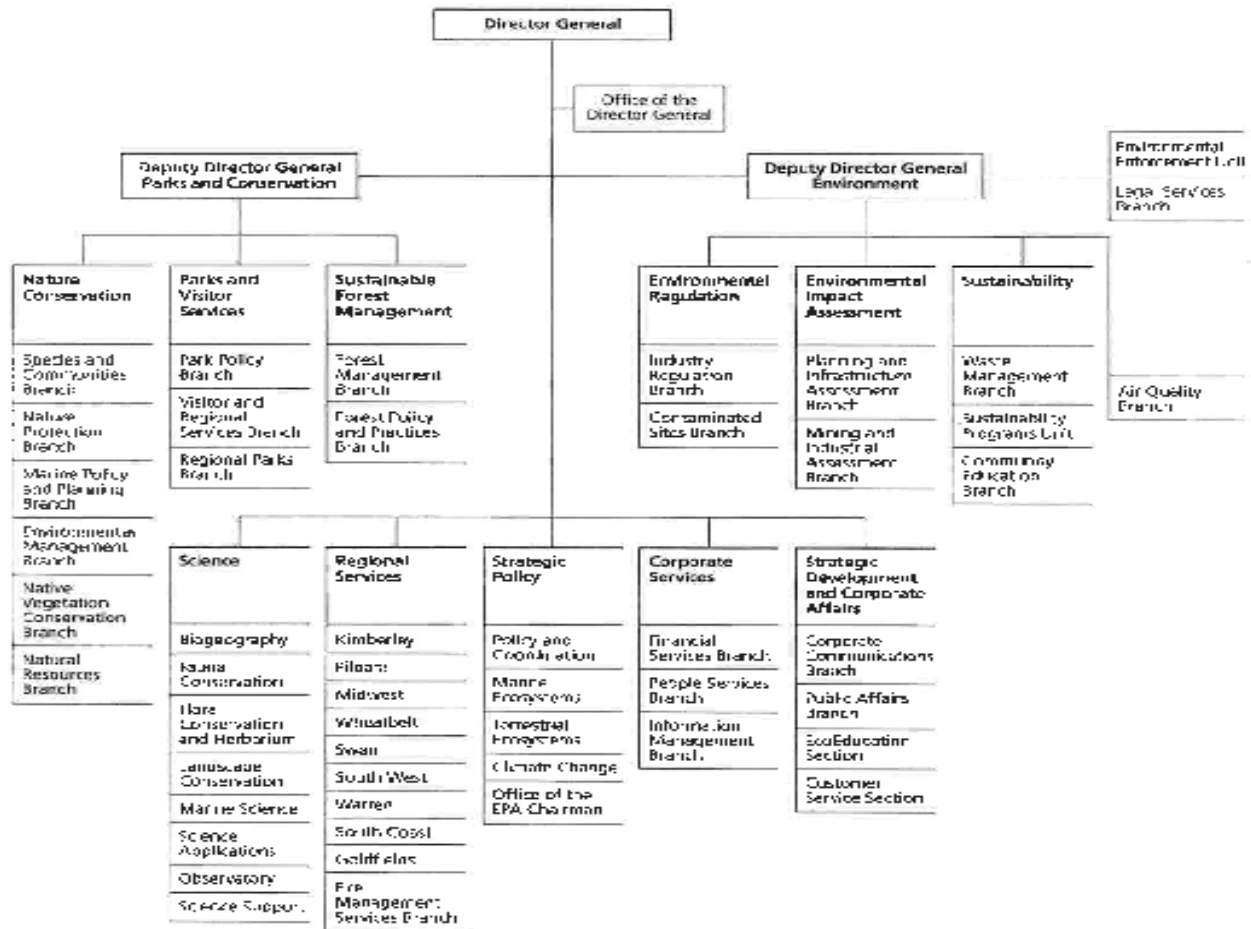 Director General
Office of the
Director General
Deputy Director General
Parks and Conservation
Deputy Director General
Environment
Environmental
Enforcement Unit
Legal Services
Branch
Nature
Conservation
Species and
Communities
Branch
Nature
Protection
Branch
Marine Policy
and Planning
Branch
Environmental
Management
Branch
Native
Vegetation
Conservation
Branch
Natural
Resources
Branch
Parks and
Visitor
Services
Park Policy
Branch
Visitor and
Regional
Services Branch
Regional Parks
Branch
Sustainable
Forest
Management
Forest
Management
Branch
Forest Policy
and Practices
Branch
Environmental
Regulation
Industry
Regulation
Branch
Contaminated
Sites Branch
Environmental
Impact
Assessment
Planning and
Infrastructure
Assessment
Branch
Mining and
Industrial
Assessment
Branch
Sustainability
Waste
Management
Branch
Sustainability
Programs Unit
Community
Education
Branch
Air Quality
Branch
Science
Biogeography
Fauna
Conservation
Flora
Conservation
and Herbarium
Landscape
Conservation
Marine Science
Science
Applications
Observatory
Science Support
Regional
Services
Kimberley
Pilbara
Midwest
Wheatbelt
Swan
South West
Warren
South Coast
Goldfields
Fire
Management
Services Branch
Strategic
Policy
Policy and
Coordination
Marine
Ecosystems
Terrestrial
Ecosystems
Climate Change
Office of the
EPA Chairman
Corporate
Services
Financial
Services Branch
People Services
Branch
Information
Management
Branch
Strategic
Development
and Corporate
Affairs
Corporate
Communications
Branch
Public Affairs
Branch
EcoEducation
Section
Customer
Service Section